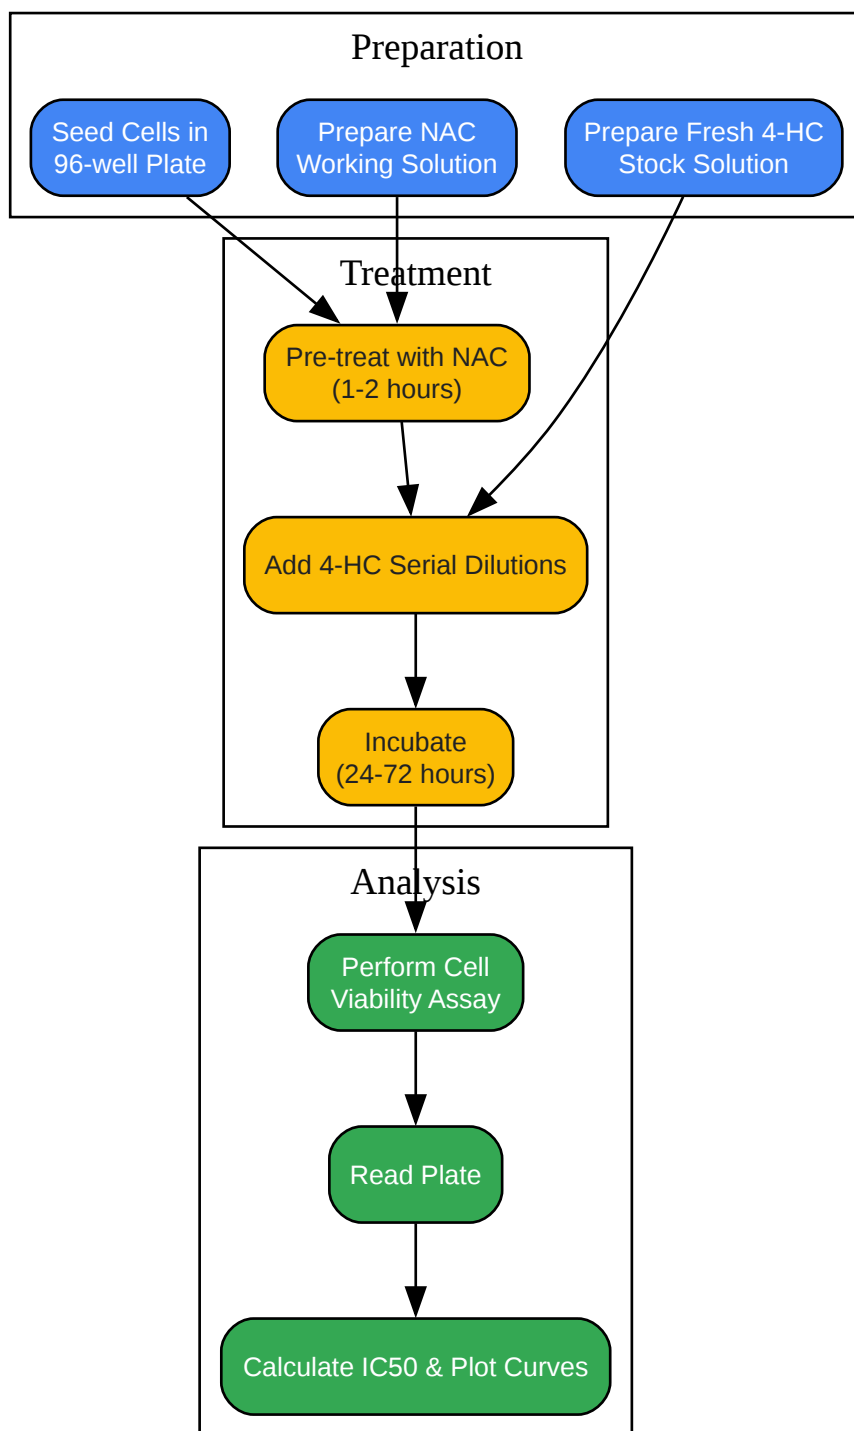 Preparation
Seed Cells in
96-well Plate
Prepare NAC
Working Solution
Prepare Fresh 4-HC
Stock Solution
Treatment
Pre-treat with NAC
(1-2 hours)
Add 4-HC Serial Dilutions
Incubate
(24-72 hours)
Analysis
Perform Cell
Viability Assay
Read Plate
Calculate IC50 & Plot Curves